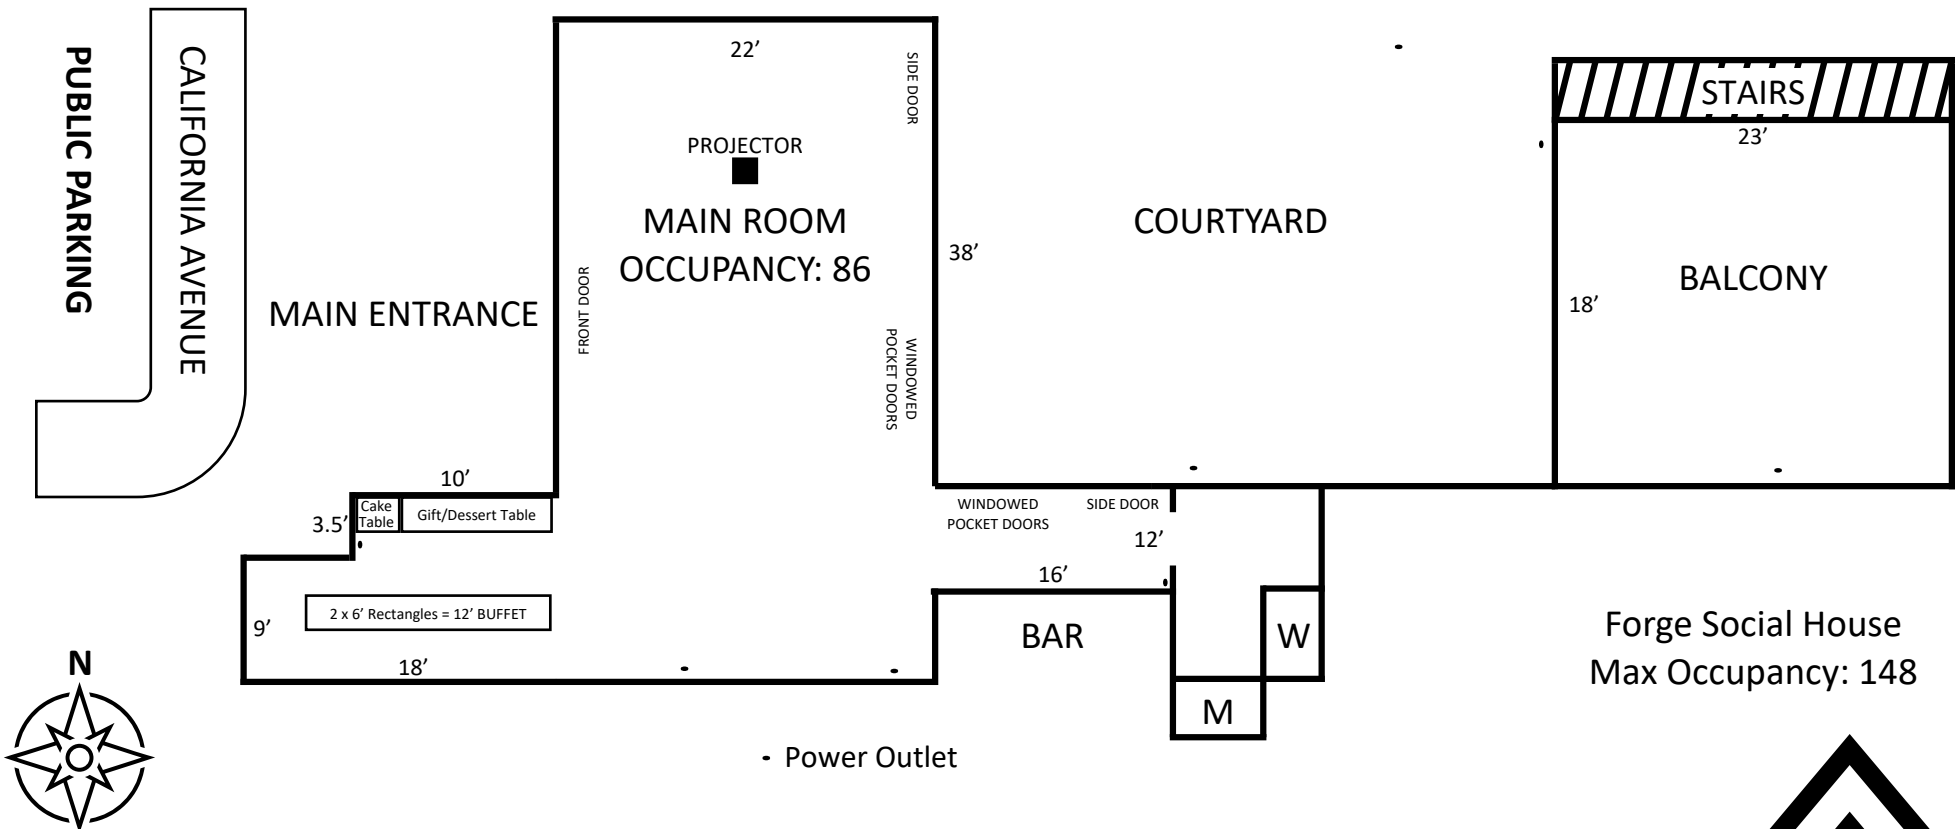 PUBLIC PARKING
CALIFORNIA AVENUE
MAIN ENTRANCE
22’
SIDE DOOR
PROJECTOR
MAIN ROOM
OCCUPANCY: 86
FRONT DOOR
WINDOWED
POCKET DOORS
38’
COURTYARD
STAIRS
23’
BALCONY
18’
10’
3.5’
Cake
Table
Gift/Dessert Table
WINDOWED
POCKET DOORS
SIDE DOOR
12’
16’
2 x 6’ Rectangles = 12’ BUFFET
9’
18’
BAR
W
M
Forge Social House
Max Occupancy: 148
N
Power Outlet